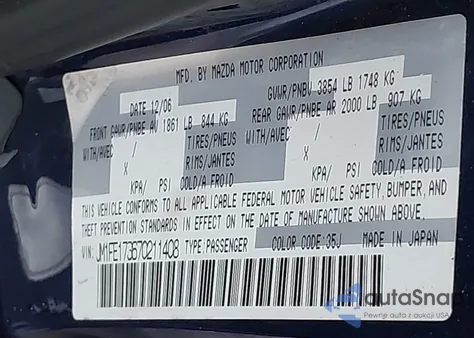 MFD. BY MAZDA MOTOR CORPORATION
DATE 12/06
GVWR/PNBV 3854 LB 1748 KG
FRONT GAWR/PNBE AV 1861 LB 844 KG
REAR GAWR/PNBE AR 2000 LB 907 KG
WITH/AVEC / TIRES/PNEUS
WITH/AVEC / TIRES/PNEUS
X RIMS/JANTES
X RIMS/JANTES
KPA/ PSI COLD/A FROID
KPA/ PSI COLD/A FROID
THIS VEHICLE CONFORMS TO ALL APPLICABLE FEDERAL MOTOR VEHICLE SAFETY, BUMPER, AND
THEFT PREVENTION STANDARDS IN EFFECT ON THE DATE OF MANUFACTURE SHOWN ABOVE.
VIN: JM1FE173570211408 TYPE: PASSENGER COLOR CODE: 35J MADE IN JAPAN
autoSnap
Pewnji auto z aukcji USA